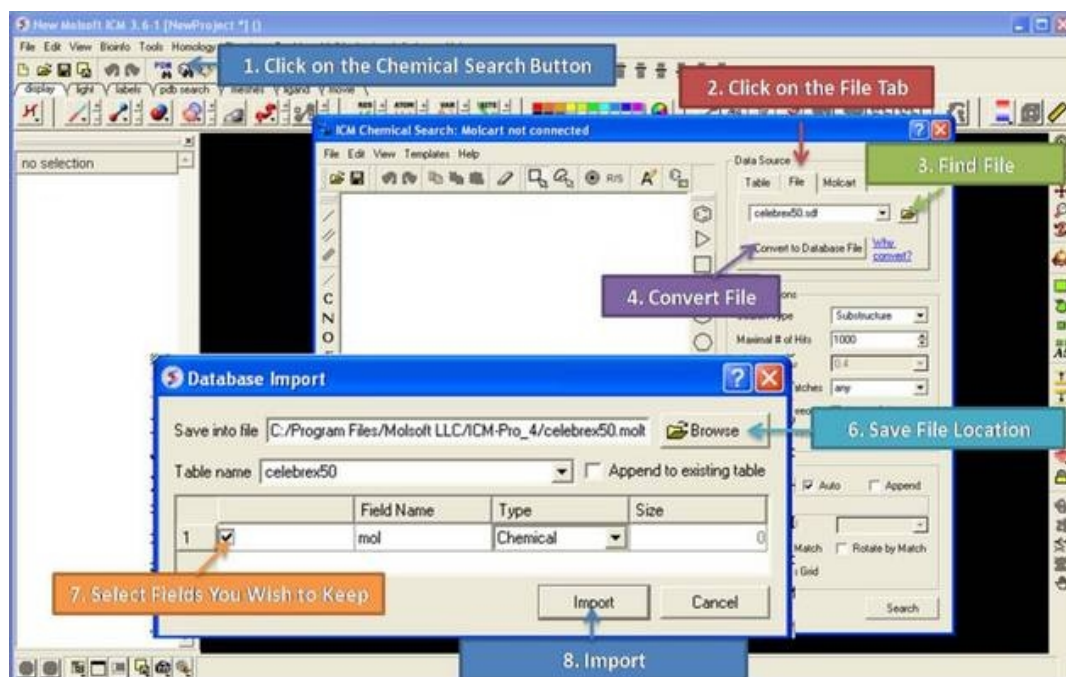 New Molsoft ICM 3.6-1 [NewProject *] ()
File Edit View Bioinfo Tools Homology
1. Click on the Chemical Search Button
2. Click on the File Tab
display light labels pdb search meshes ligand movie
ICM Chemical Search: Molcart not connected
no selection
File Edit View Templates Help
Data Source
3. Find File
Table File Molcart
R/S
celebrex50.sdf
Convert to Database File Why convert?
4. Convert File
C
N
O
Substructure
Maximal # of Hits 1000
0.4
any
Database Import
Save into file C:/Program Files/Molsoft LLC/ICM-Pro_4/celebrex50.molt Browse
6. Save File Location
Table name celebrex50 Append to existing table
Auto Append
Field Name Type Size
1 mol Chemical 0
Match Rotate by Match
Grid
7. Select Fields You Wish to Keep
Import Cancel
Search
8. Import